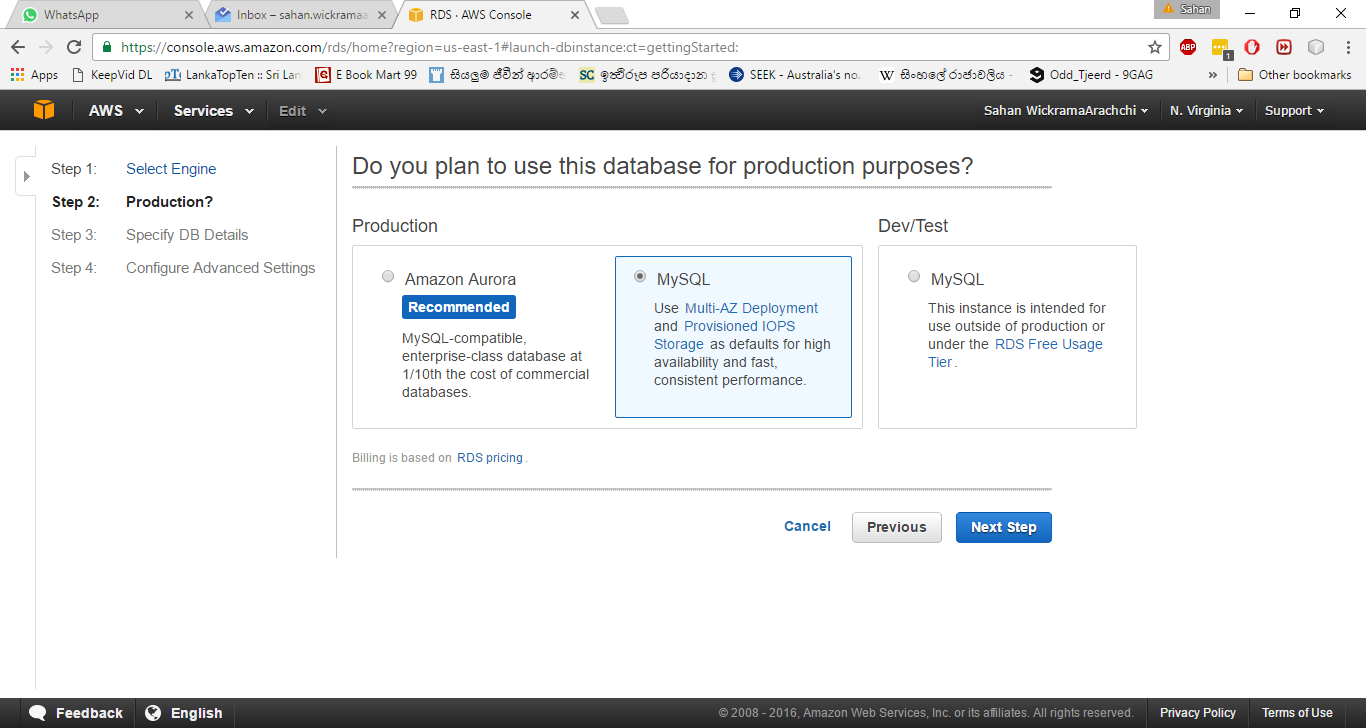 WhatsApp
Inbox – sahan.wickramaa
RDS · AWS Console
Sahan
https://console.aws.amazon.com/rds/home?region=us-east-1#launch-dbinstance:ct=gettingStarted:
ABP
1
Apps KeepVid DL LankaTopTen :: Sri Lan E Book Mart 99 සියලුම ජීවීන් ආරම්භ SC SEEK - Australia's no. W සිංහලේ රාජාවලිය - Odd_Tjeerd - 9GAG » Other bookmarks
AWS Services Edit Sahan WickramaArachchi N. Virginia Support
Step 1: Select Engine
Step 2: Production?
Step 3: Specify DB Details
Step 4: Configure Advanced Settings
Do you plan to use this database for production purposes?
Production
Amazon Aurora
Recommended
MySQL-compatible,
enterprise-class database at
1/10th the cost of commercial
databases.
MySQL
Use Multi-AZ Deployment
and Provisioned IOPS
Storage as defaults for high
availability and fast,
consistent performance.
Dev/Test
MySQL
This instance is intended for
use outside of production or
under the RDS Free Usage
Tier.
Billing is based on RDS pricing.
Cancel Previous Next Step
Feedback English © 2008 - 2016, Amazon Web Services, Inc. or its affiliates. All rights reserved. Privacy Policy Terms of Use